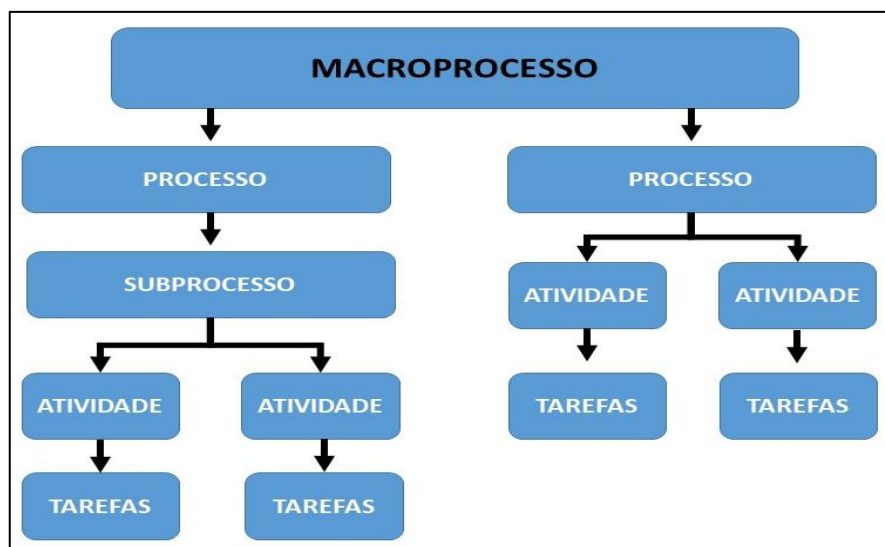 MACROPROCESSO
PROCESSO
PROCESSO
SUBPROCESSO
ATIVIDADE
ATIVIDADE
ATIVIDADE
ATIVIDADE
TAREFAS
TAREFAS
TAREFAS
TAREFAS